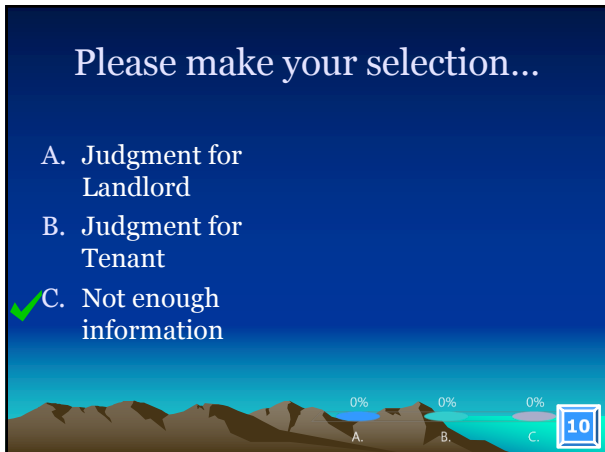 Please make your selection...
A. Judgment for
Landlord
B. Judgment for
Tenant
C. Not enough
information
0% 0% 0%
A. B. C.
10